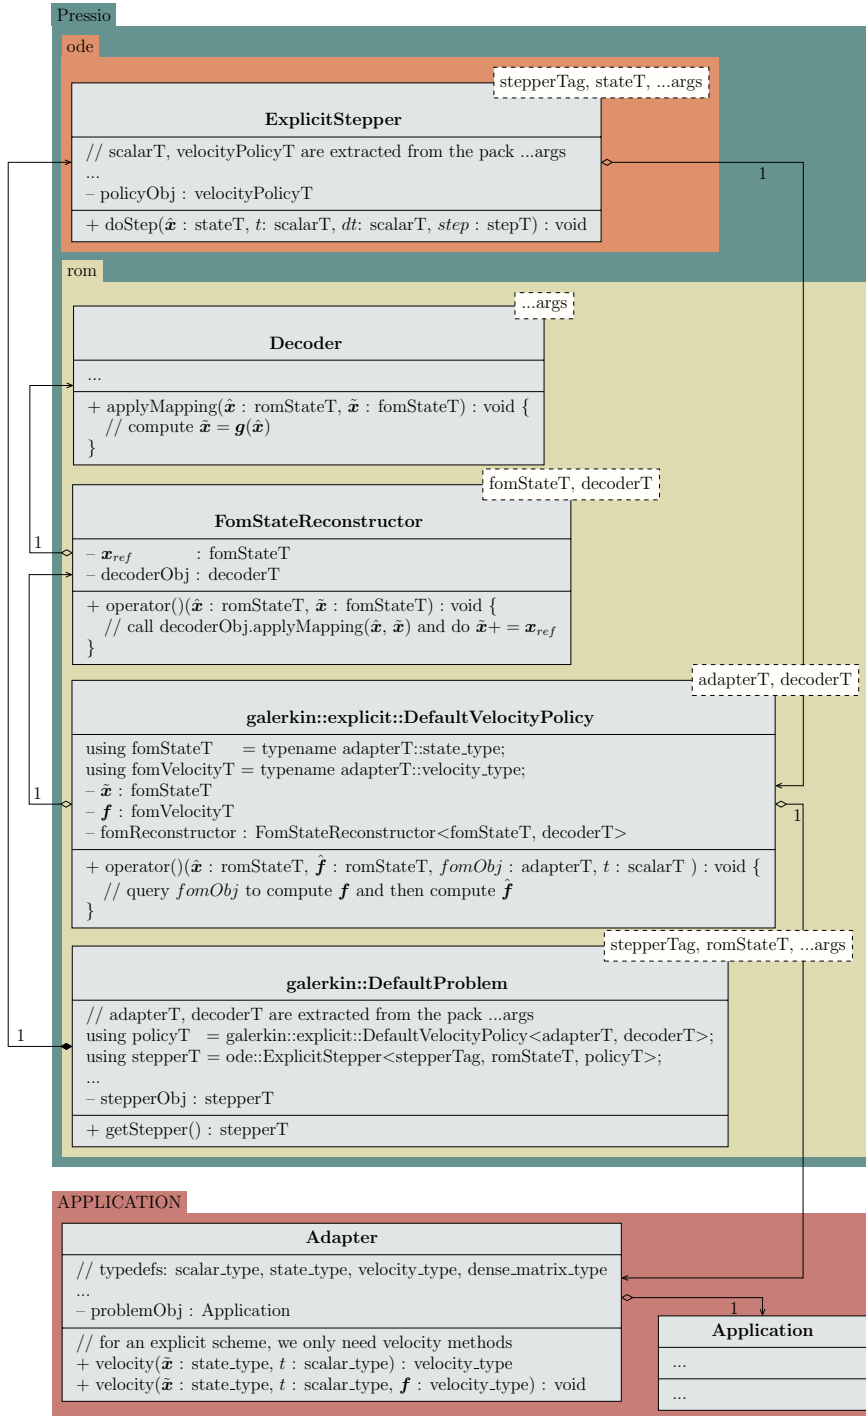 Pressio
ode
stepperTag, stateT, ...args
ExplicitStepper
// scalarT, velocityPolicyT are extracted from the pack ...args
...
– policyObj : velocityPolicyT
+ doStep(x̂ : stateT, t: scalarT, dt: scalarT, step : stepT) : void
1
rom
...args
Decoder
...
+ applyMapping(x̂ : romStateT, x̃ : fomStateT) : void {
// compute x̃ = g(x̂)
}
fomStateT, decoderT
FomStateReconstructor
1
– x_ref : fomStateT
– decoderObj : decoderT
+ operator()(x̂ : romStateT, x̃ : fomStateT) : void {
// call decoderObj.applyMapping(x̂, x̃) and do x̃+ = x_ref
}
adapterT, decoderT
galerkin::explicit::DefaultVelocityPolicy
using fomStateT = typename adapterT::state_type;
using fomVelocityT = typename adapterT::velocity_type;
– x̃ : fomStateT
1
– f : fomVelocityT
1
– fomReconstructor : FomStateReconstructor<fomStateT, decoderT>
+ operator()(x̂ : romStateT, f̂ : romStateT, fomObj : adapterT, t : scalarT ) : void {
// query fomObj to compute f and then compute f̂
}
stepperTag, romStateT, ...args
galerkin::DefaultProblem
// adapterT, decoderT are extracted from the pack ...args
1
using policyT = galerkin::explicit::DefaultVelocityPolicy<adapterT, decoderT>;
using stepperT = ode::ExplicitStepper<stepperTag, romStateT, policyT>;
...
– stepperObj : stepperT
+ getStepper() : stepperT
APPLICATION
Adapter
// typedefs: scalar_type, state_type, velocity_type, dense_matrix_type
...
– problemObj : Application
1
// for an explicit scheme, we only need velocity methods
+ velocity(x̃ : state_type, t : scalar_type) : velocity_type
+ velocity(x̃ : state_type, t : scalar_type, f : velocity_type) : void
Application
...
...